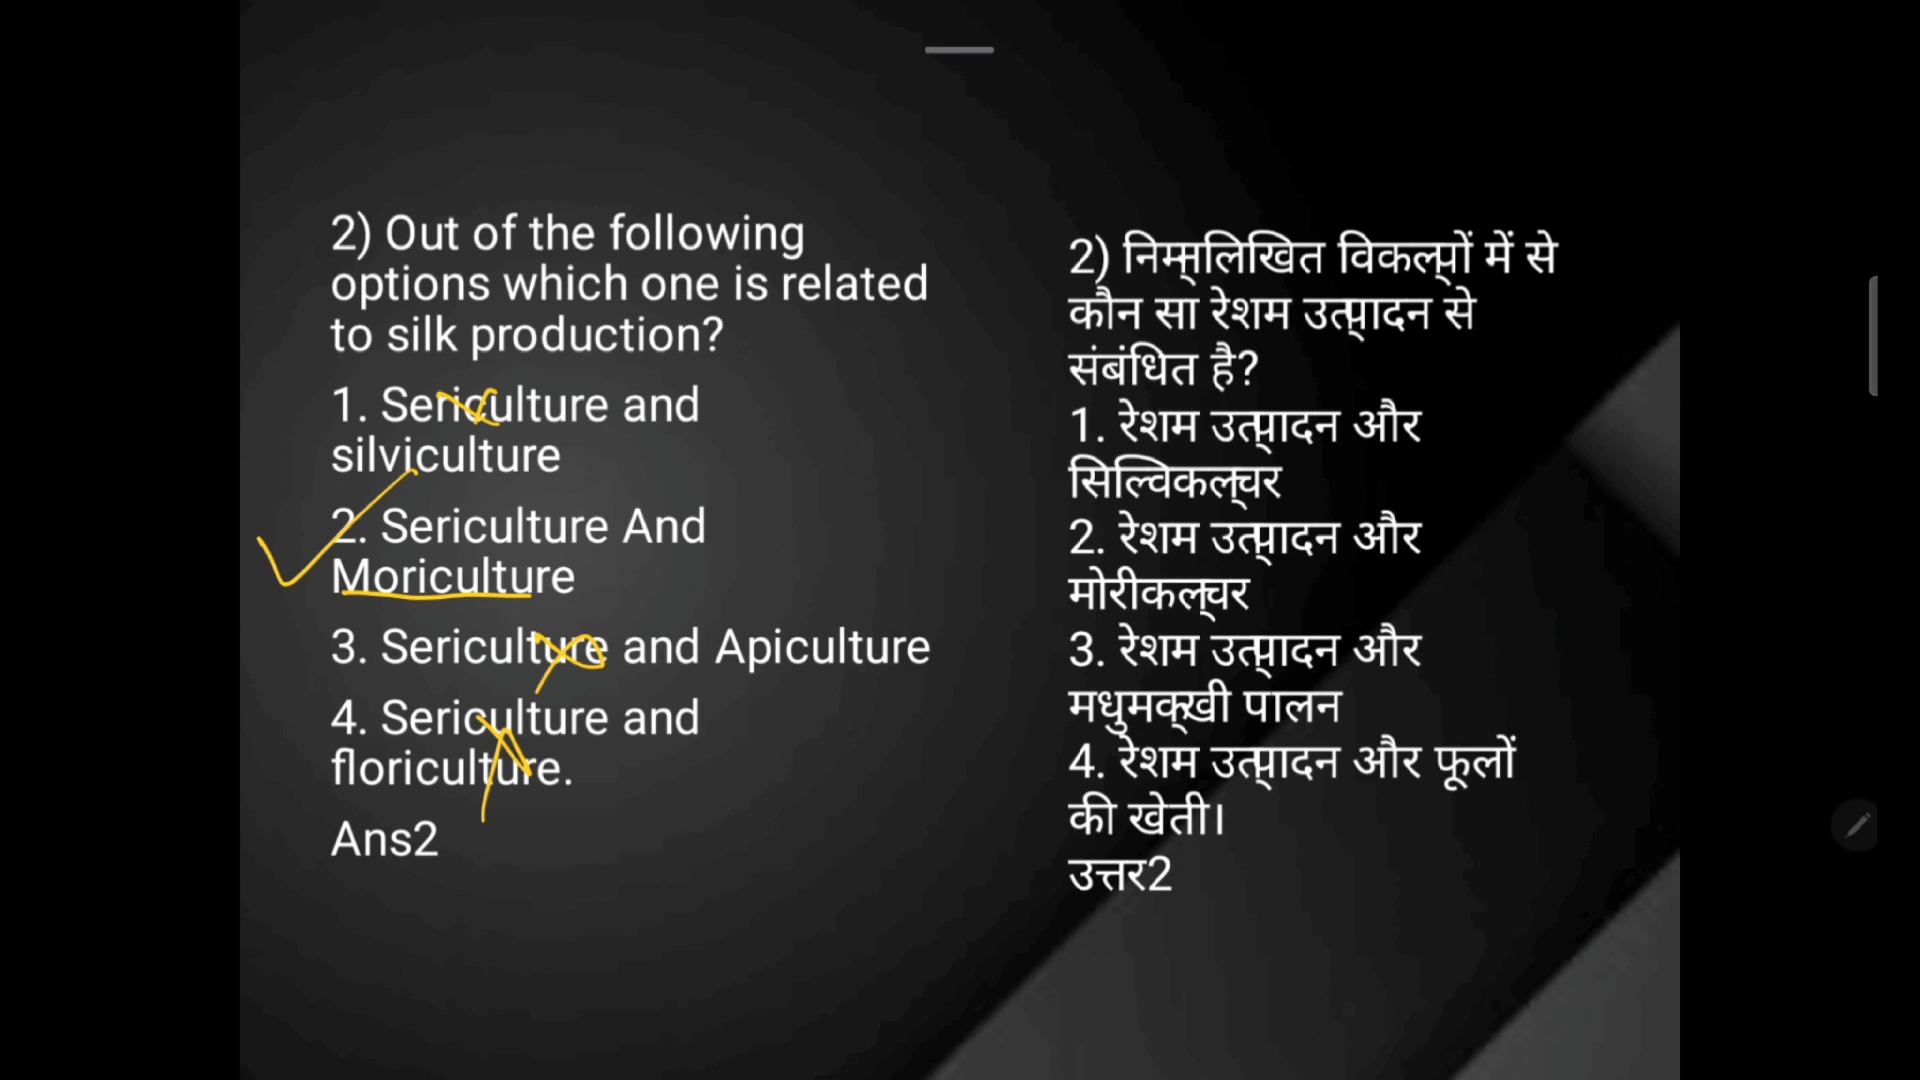 2) Out of the following
options which one is related
to silk production?
1. Sericulture and
silviculture
2. Sericulture And
Moriculture
3. Sericulture and Apiculture
4. Sericulture and
floriculture.
Ans2
2) निम्नलिखित विकल्पों में से
कौन सा रेशम उत्पादन से
संबंधित है?
1. रेशम उत्पादन और
सिल्विकल्चर
2. रेशम उत्पादन और
मोरीकल्चर
3. रेशम उत्पादन और
मधुमक्खी पालन
4. रेशम उत्पादन और फूलों
की खेती।
उत्तर2